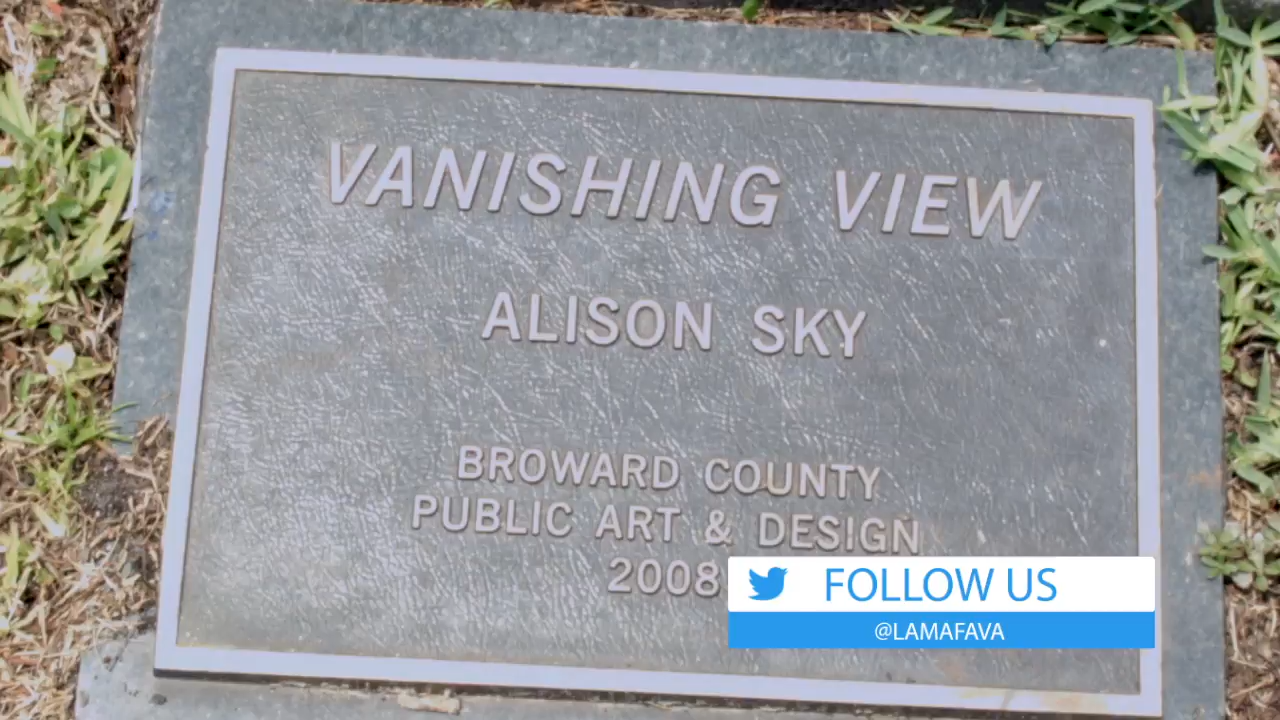 VANISHING VIEW
ALISON SKY
BROWARD COUNTY
PUBLIC ART & DESIGN
2008
FOLLOW US
@LAMAFAVA